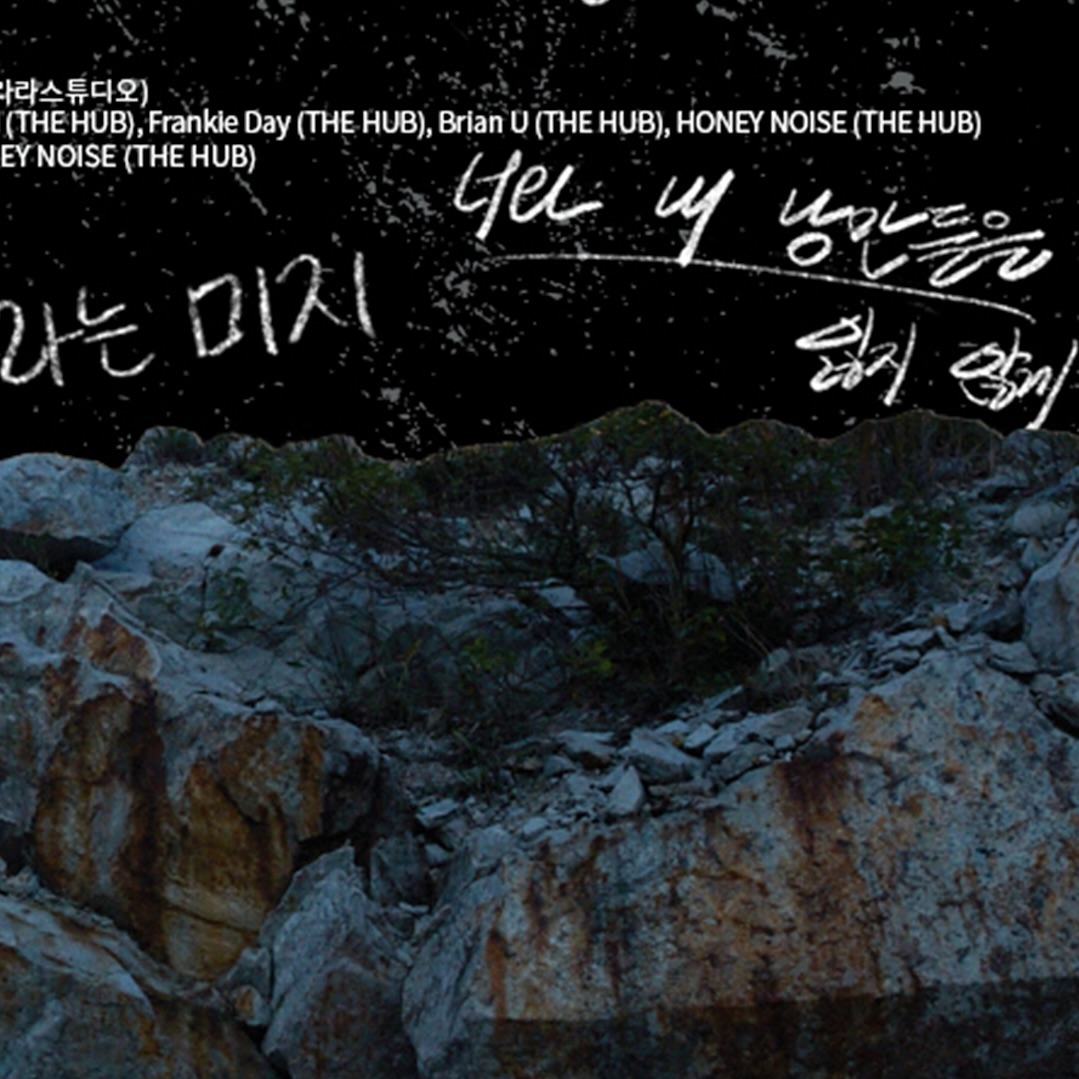 라라스튜디오)
(THE HUB), Frankie Day (THE HUB), Brian U (THE HUB), HONEY NOISE (THE HUB)
EY NOISE (THE HUB)
너란 내 낭만들은
라는 미지
잃지 않게